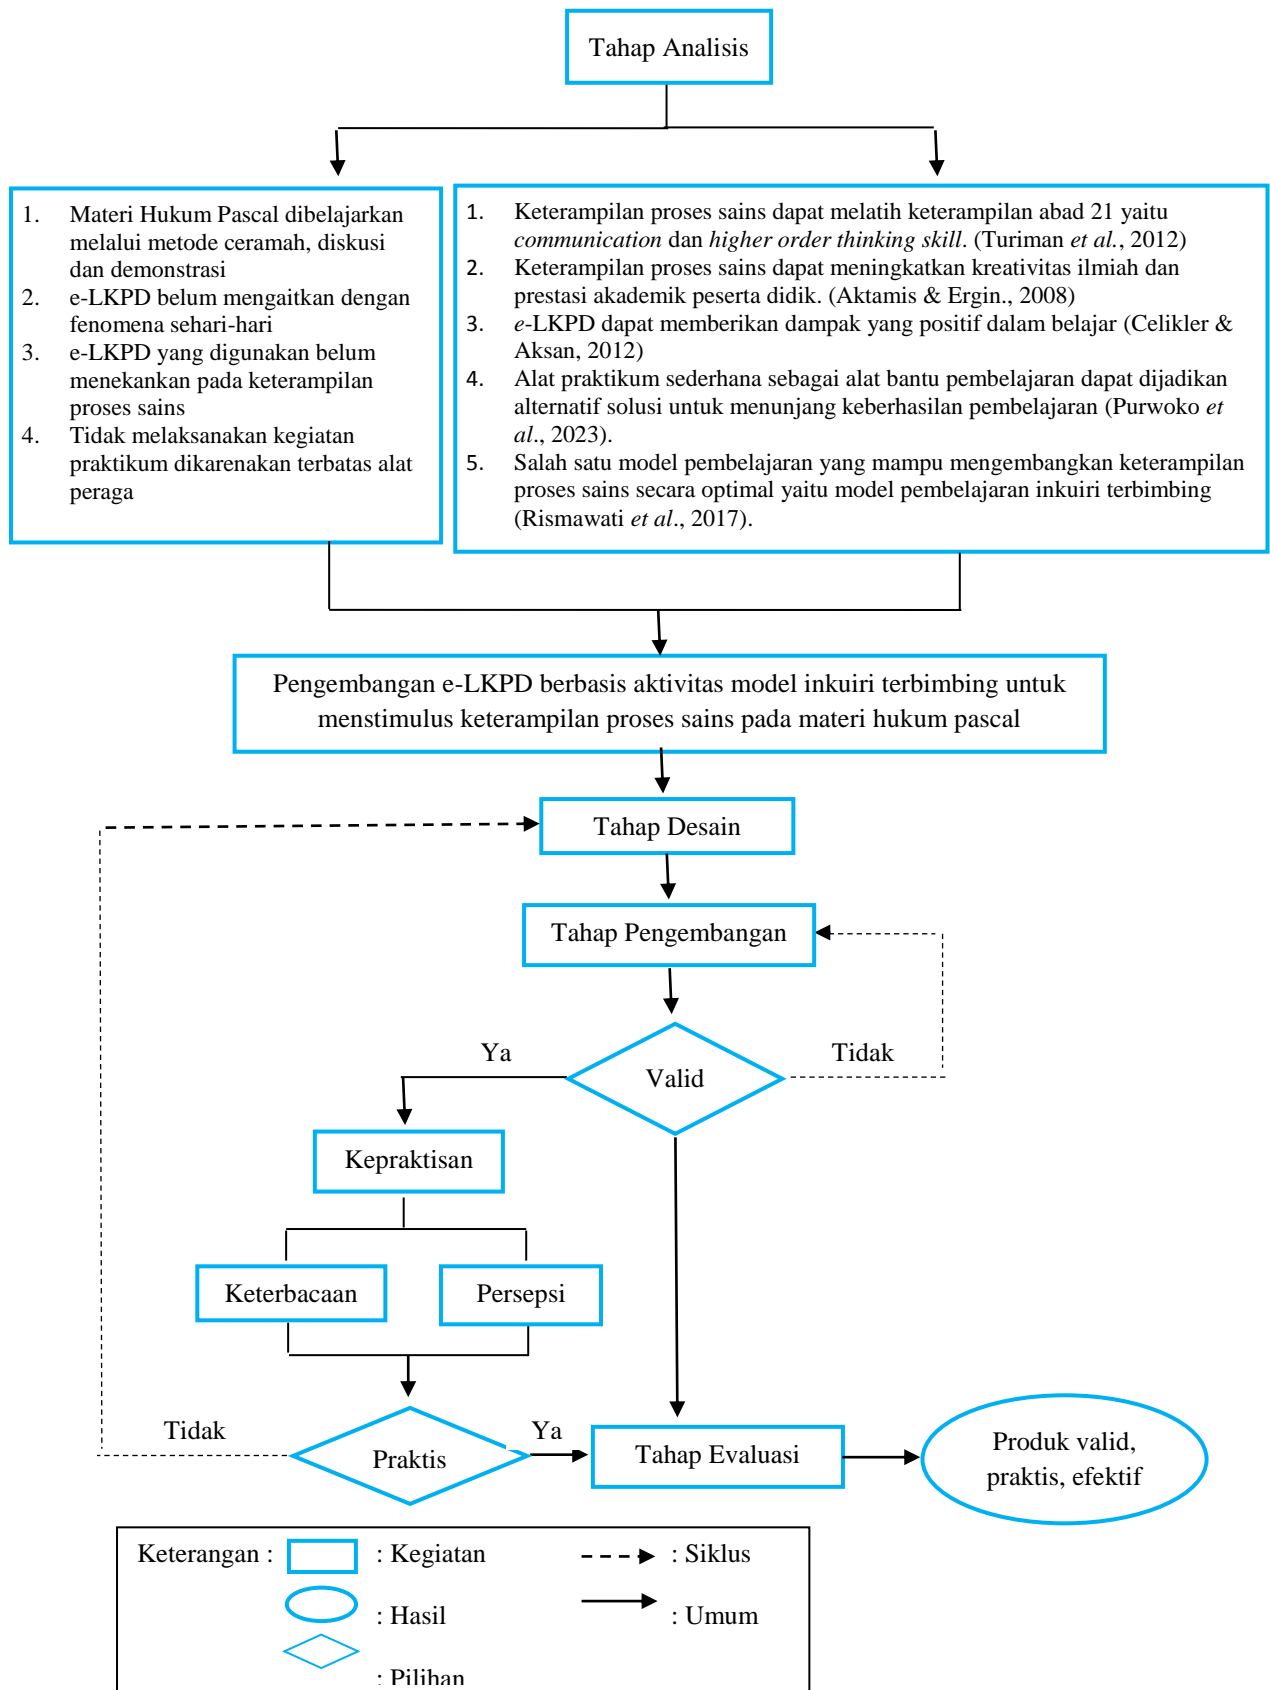 Tahap Analisis
1. Materi Hukum Pascal dibelajarkan
melalui metode ceramah, diskusi
dan demonstrasi
2. e-LKPD belum mengaitkan dengan
fenomena sehari-hari
3. e-LKPD yang digunakan belum
menekankan pada keterampilan
proses sains
4. Tidak melaksanakan kegiatan
praktikum dikarenakan terbatas alat
peraga
1. Keterampilan proses sains dapat melatih keterampilan abad 21 yaitu
communication dan higher order thinking skill. (Turiman et al., 2012)
2. Keterampilan proses sains dapat meningkatkan kreativitas ilmiah dan
prestasi akademik peserta didik. (Aktamis & Ergin., 2008)
3. e-LKPD dapat memberikan dampak yang positif dalam belajar (Celikler &
Aksan, 2012)
4. Alat praktikum sederhana sebagai alat bantu pembelajaran dapat dijadikan
alternatif solusi untuk menunjang keberhasilan pembelajaran (Purwoko et
al., 2023).
5. Salah satu model pembelajaran yang mampu mengembangkan keterampilan
proses sains secara optimal yaitu model pembelajaran inkuiri terbimbing
(Rismawati et al., 2017).
Pengembangan e-LKPD berbasis aktivitas model inkuiri terbimbing untuk
menstimulus keterampilan proses sains pada materi hukum pascal
Tahap Desain
Tahap Pengembangan
Ya
Tidak
Valid
Kepraktisan
Keterbacaan
Persepsi
Tidak
Ya
Praktis
Tahap Evaluasi
Produk valid,
praktis, efektif
Keterangan : : Kegiatan : Siklus
: Hasil : Umum
: Pilihan